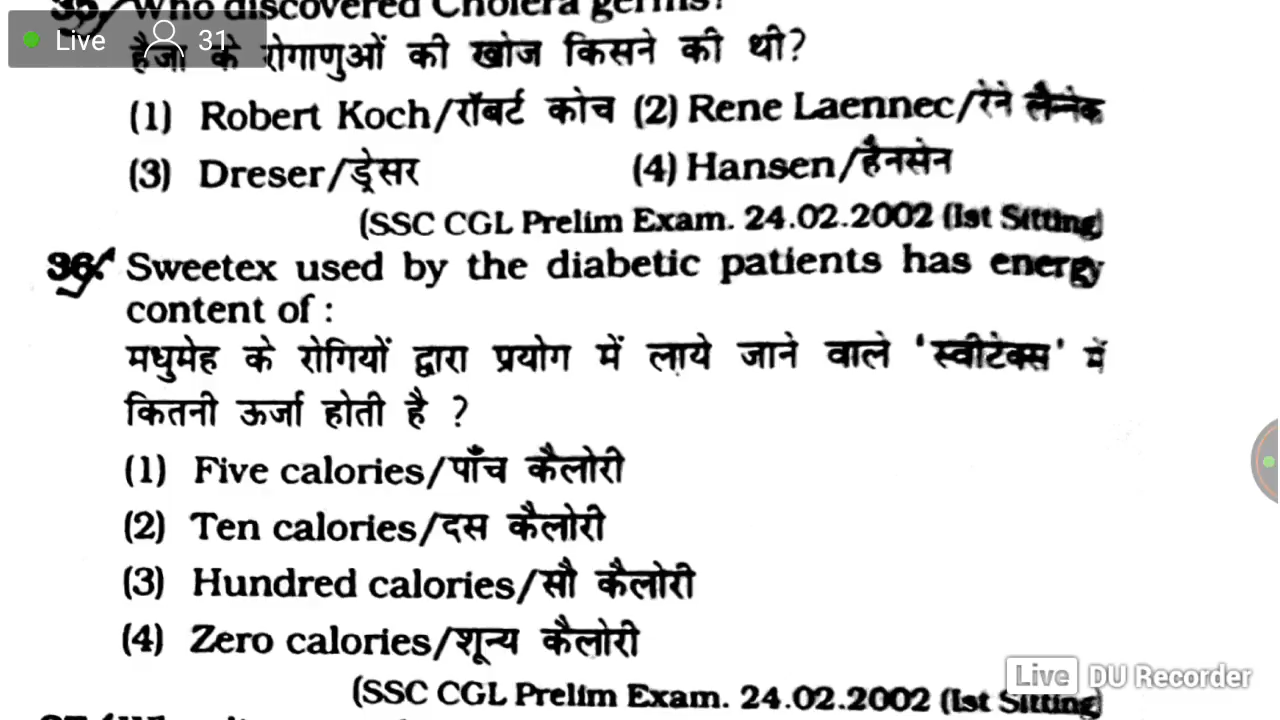 35. Who discovered Cholera germs?
Live 31
हैजा के रोगाणुओं की खोज किसने की थी?
(1) Robert Koch/रॉबर्ट कोच (2) Rene Laennec/रेने लैन्नेक
(3) Dreser/ड्रेसर (4) Hansen/हैनसेन
(SSC CGL Prelim Exam. 24.02.2002 (Ist Sitting)
36. Sweetex used by the diabetic patients has energy
content of :
मधुमेह के रोगियों द्वारा प्रयोग में लाये जाने वाले 'स्वीटेक्स' में
कितनी ऊर्जा होती है ?
(1) Five calories/पाँच कैलोरी
(2) Ten calories/दस कैलोरी
(3) Hundred calories/सौ कैलोरी
(4) Zero calories/शून्य कैलोरी
(SSC CGL Prelim Exam. 24.02.2002 (Ist Sitting)
Live DU Recorder